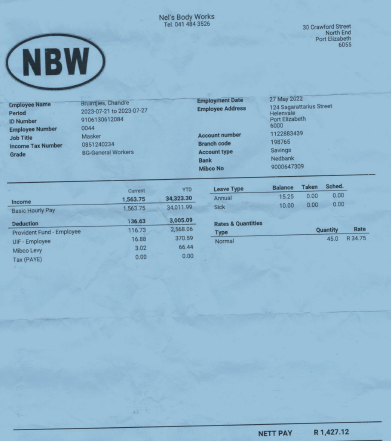 Nel's Body Works
Tel. 041 484 3526
30 Crawford Street
North End
Port Elizabeth
6055
NBW
Employee Name Bruintjies, Chandre
Period 2023-07-21 to 2023-07-27
ID Number 9106130612084
Employee Number 0044
Job Title Masker
Income Tax Number 0851240234
Grade BG-General Workers
Employment Date 27 May 2022
Employee Address 124 Sagarattarius Street
Helenvale
Port Elizabeth
6000
Account number 1122883439
Branch code 198765
Account type Savings
Bank Nedbank
Mibco No 9000647309
Current YTD
Income 1,563.75 34,323.30
Basic Hourly Pay 1,563.75 34,011.99
Deduction 136.63 3,005.09
Provident Fund - Employee 116.73 2,568.06
UIF - Employee 16.88 370.59
Mibco Levy 3.02 66.44
Tax (PAYE) 0.00 0.00
Leave Type Balance Taken Sched.
Annual 15.25 0.00 0.00
Sick 10.00 0.00 0.00
Rates & Quantities
Type Quantity Rate
Normal 45.0 R 34.75
NETT PAY R 1,427.12